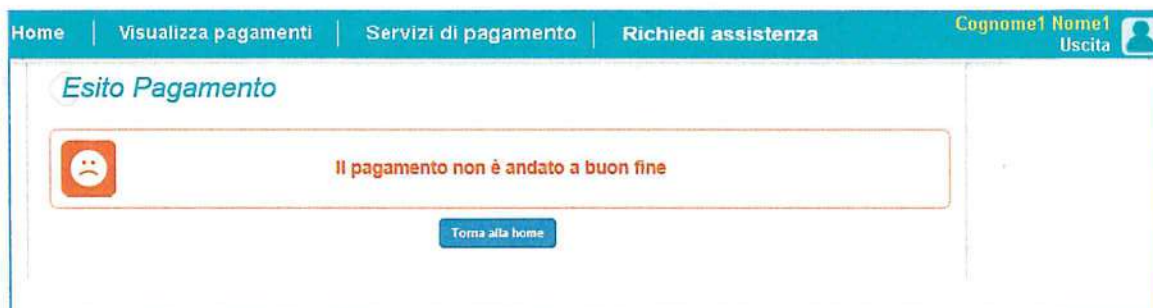 Home | Visualizza pagamenti | Servizi di pagamento | Richiedi assistenza
Cognome1 Nome1
Uscita
Esito Pagamento
Il pagamento non è andato a buon fine
Torna alla home